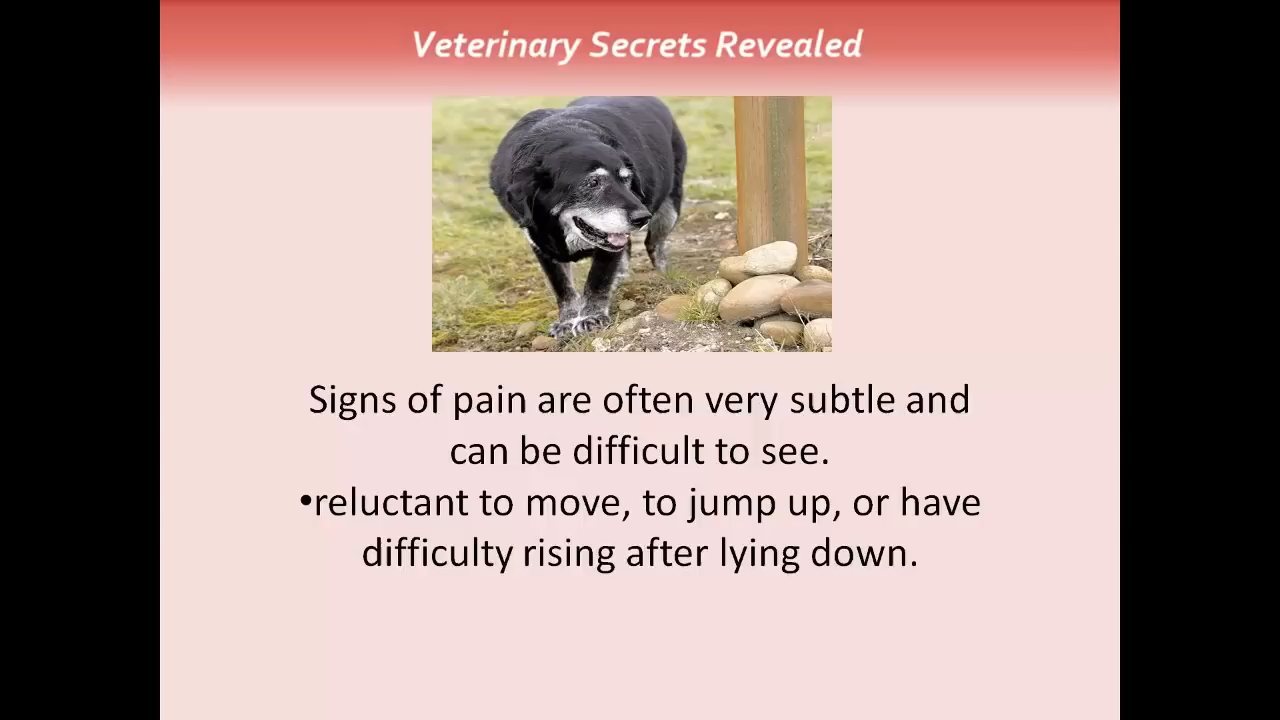 Veterinary Secrets Revealed
Signs of pain are often very subtle and
can be difficult to see.
•reluctant to move, to jump up, or have
difficulty rising after lying down.